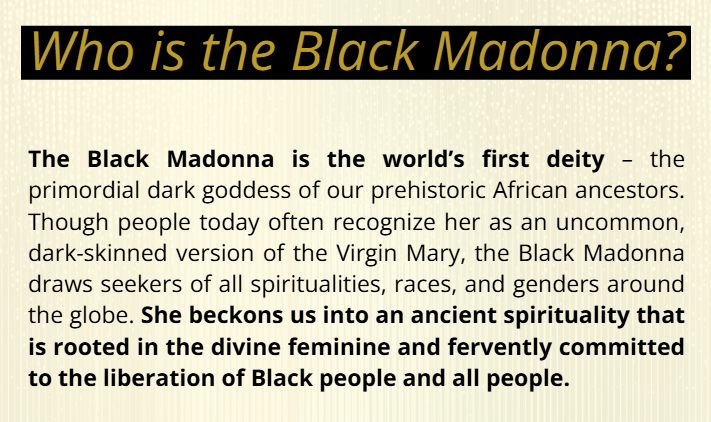 Who is the Black Madonna?
The Black Madonna is the world’s first deity – the
primordial dark goddess of our prehistoric African ancestors.
Though people today often recognize her as an uncommon,
dark-skinned version of the Virgin Mary, the Black Madonna
draws seekers of all spiritualities, races, and genders around
the globe. She beckons us into an ancient spirituality that
is rooted in the divine feminine and fervently committed
to the liberation of Black people and all people.